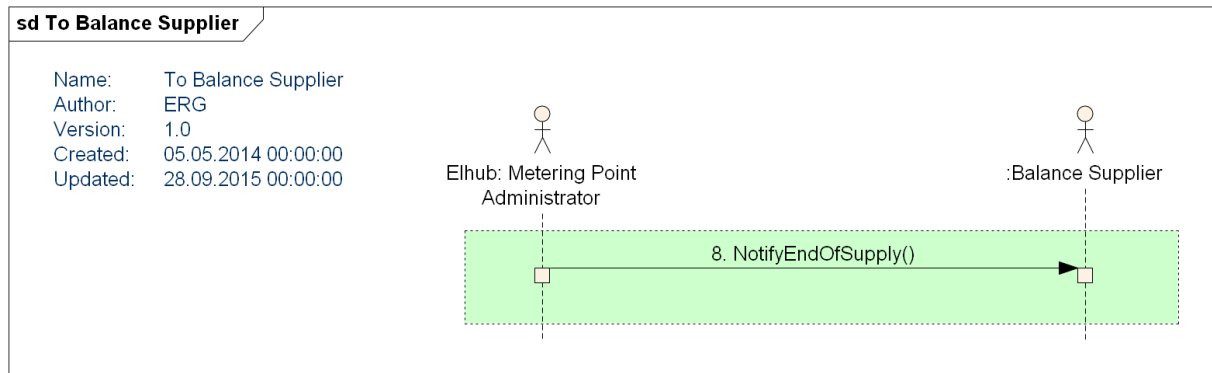 sd To Balance Supplier
Name: To Balance Supplier
Author: ERG
Version: 1.0
Created: 05.05.2014 00:00:00
Updated: 28.09.2015 00:00:00
Elhub: Metering Point
Administrator
:Balance Supplier
8. NotifyEndOfSupply()